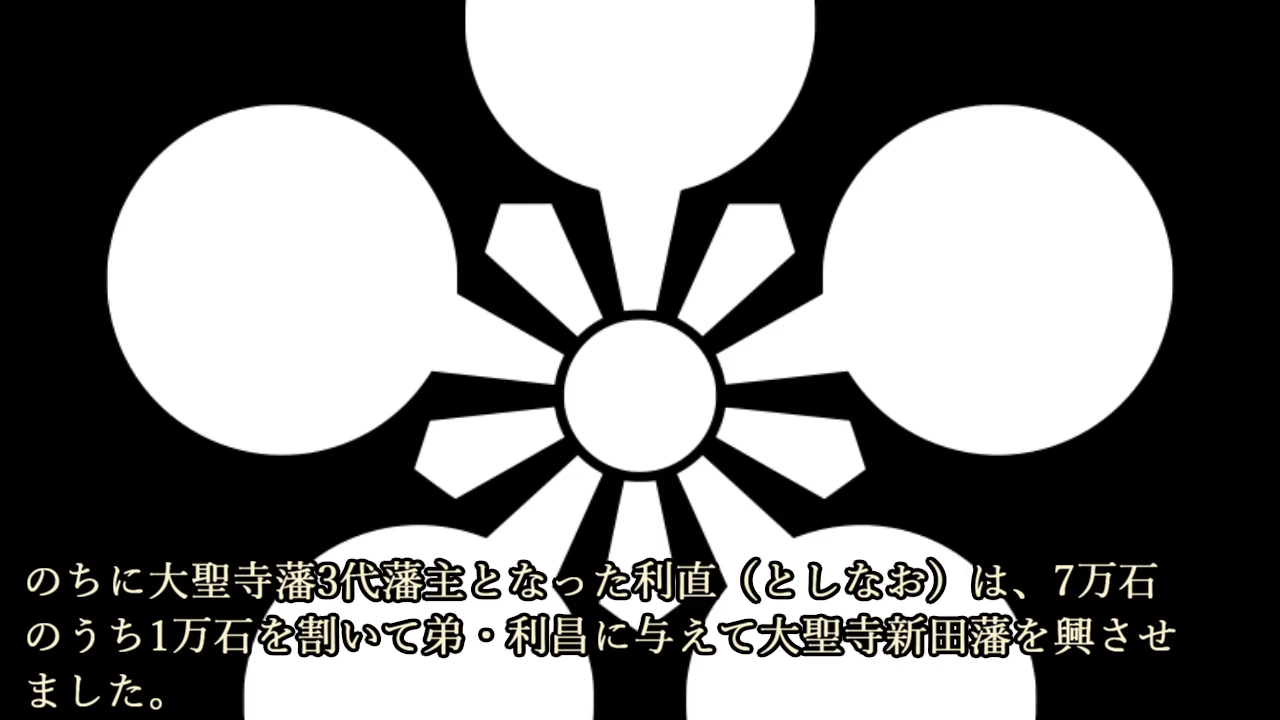 のちに大聖寺藩3代藩主となった利直（としなお）は、7万石
のうち1万石を割いて弟・利昌に与えて大聖寺新田藩を興させ
ました。